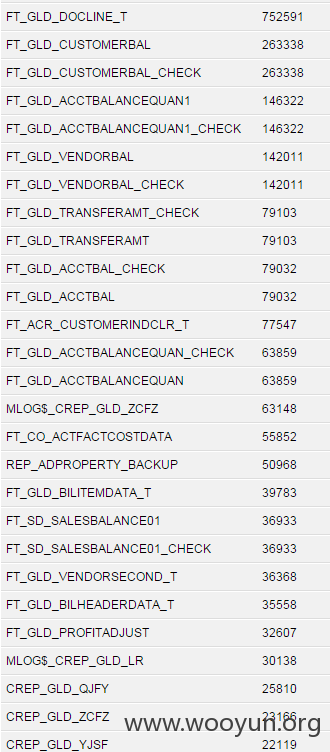 FT_GLD_DOCLINE_T 752591
FT_GLD_CUSTOMERBAL 263338
FT_GLD_CUSTOMERBAL_CHECK 263338
FT_GLD_ACCTBALANCEQUAN1 146322
FT_GLD_ACCTBALANCEQUAN1_CHECK 146322
FT_GLD_VENDORBAL 142011
FT_GLD_VENDORBAL_CHECK 142011
FT_GLD_TRANSFERAMT_CHECK 79103
FT_GLD_TRANSFERAMT 79103
FT_GLD_ACCTBAL_CHECK 79032
FT_GLD_ACCTBAL 79032
FT_ACR_CUSTOMERINDCLR_T 77547
FT_GLD_ACCTBALANCEQUAN_CHECK 63859
FT_GLD_ACCTBALANCEQUAN 63859
MLOG$_CREP_GLD_ZCFZ 63148
FT_CO_ACTFACTCOSTDATA 55852
REP_ADPROPERTY_BACKUP 50968
FT_GLD_BILITEMDATA_T 39783
FT_SD_SALESBALANCE01 36933
FT_SD_SALESBALANCE01_CHECK 36933
FT_GLD_VENDORSECOND_T 36368
FT_GLD_BILHEADERDATA_T 35558
FT_GLD_PROFITADJUST 32607
MLOG$_CREP_GLD_LR 30138
CREP_GLD_QJFY 25810
CREP_GLD_ZCFZ 23166
www.wooyun.org
CREP_GLD_YJSF 22119